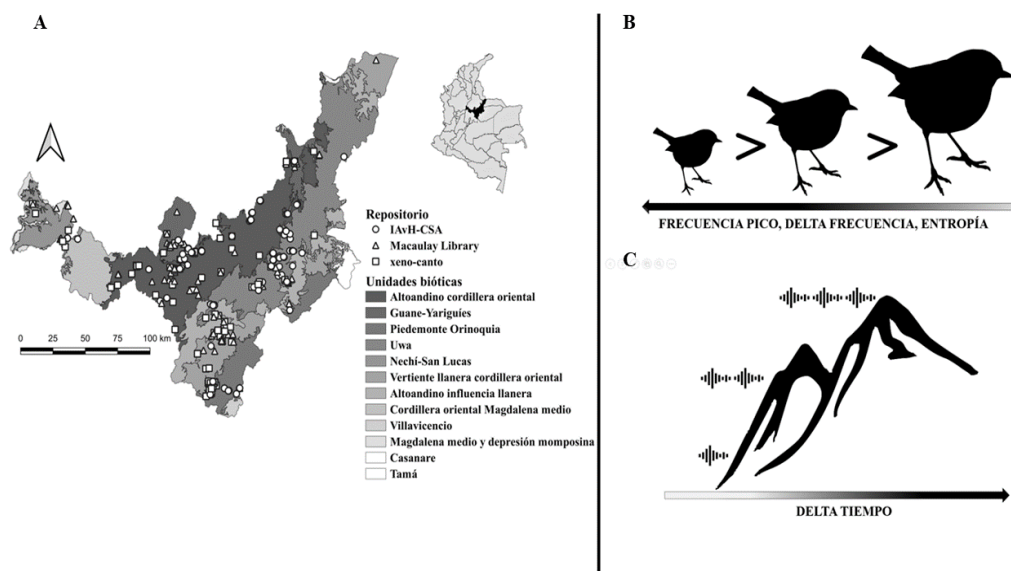 A
Repositorio
IAvH-CSA
Macaulay Library
xeno-canto
Unidades bióticas
Altoandino cordillera oriental
Guane-Yariguíes
Piedemonte Orinoquia
Uwa
Nechí-San Lucas
Vertiente llanera cordillera oriental
Altoandino influencia llanera
Cordillera oriental Magdalena medio
Villavicencio
Magdalena medio y depresión momposina
Casanare
Tamá
0 25 50 75 100 km
B
> >
FRECUENCIA PICO, DELTA FRECUENCIA, ENTROPÍA
C
DELTA TIEMPO